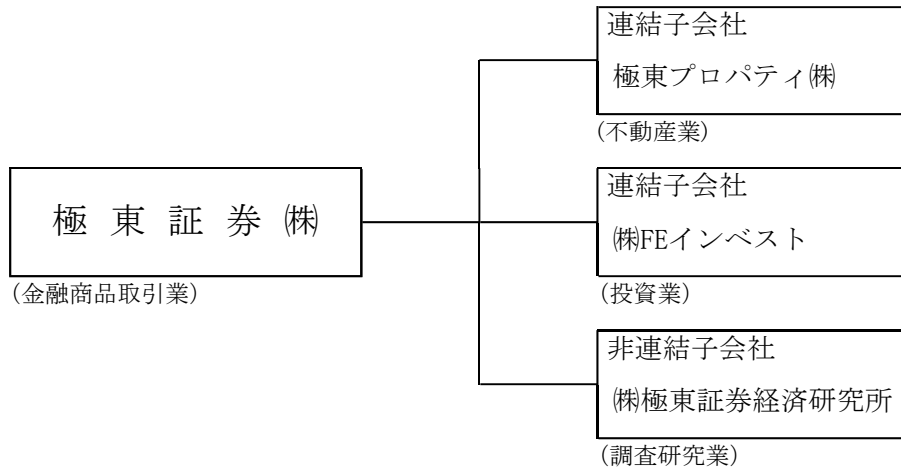 連結子会社
極東プロパティ㈱
(不動産業)
極東証券㈱
(金融商品取引業)
連結子会社
㈱FEインベスト
(投資業)
非連結子会社
㈱極東証券経済研究所
(調査研究業)